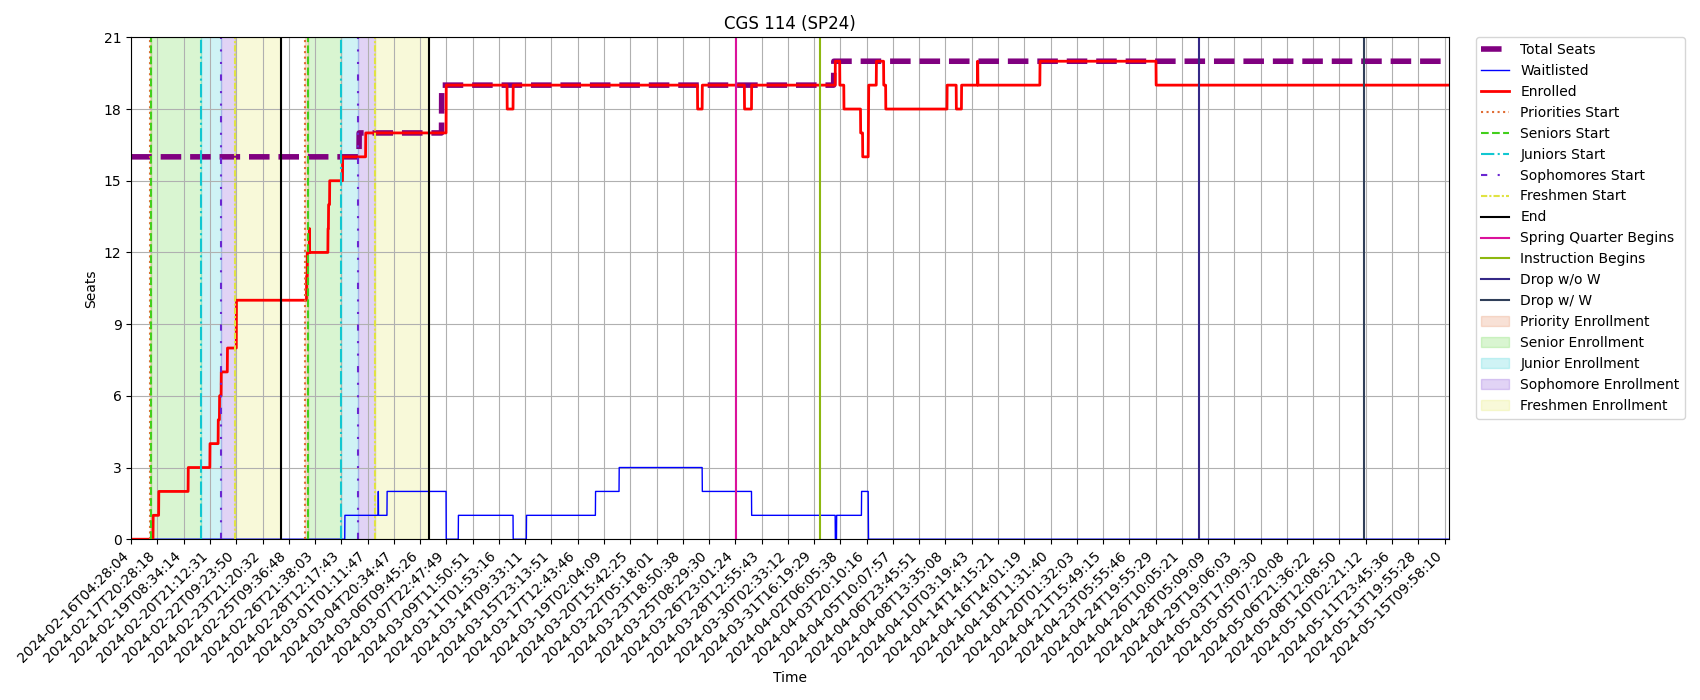 CGS 114 (SP24)
21
18
15
12
9
6
3
0
Seats
2024-02-16T04:28:04
2024-02-17T20:28:18
2024-02-19T08:34:14
2024-02-20T21:12:31
2024-02-22T09:23:50
2024-02-23T21:20:32
2024-02-25T09:36:48
2024-02-26T21:38:03
2024-02-28T12:17:43
2024-03-01T01:11:47
2024-03-04T20:34:47
2024-03-06T09:45:26
2024-03-07T22:47:49
2024-03-09T11:50:51
2024-03-14T09:33:11
2024-03-15T23:13:51
2024-03-17T12:43:46
2024-03-19T02:04:09
2024-03-20T15:42:25
2024-03-22T05:18:01
2024-03-23T18:50:38
2024-03-25T08:29:30
2024-03-26T23:01:24
2024-03-28T12:55:43
2024-03-30T02:33:12
2024-03-31T16:19:29
2024-04-02T06:05:38
2024-04-03T20:10:16
2024-04-05T10:07:57
2024-04-06T23:45:51
2024-04-08T13:35:08
2024-04-10T03:19:43
2024-04-14T14:15:21
2024-04-16T14:01:19
2024-04-18T11:31:40
2024-04-20T01:32:03
2024-04-21T15:49:15
2024-04-23T05:55:46
2024-04-24T19:55:29
2024-04-26T10:05:21
2024-04-28T05:09:09
2024-04-29T19:06:03
2024-05-03T17:09:30
2024-05-05T07:20:08
2024-05-06T21:36:22
2024-05-08T12:08:50
2024-05-10T02:21:12
2024-05-11T23:45:36
2024-05-13T19:55:28
2024-05-15T09:58:10
Time
Total Seats
Waitlisted
Enrolled
Priorities Start
Seniors Start
Juniors Start
Sophomores Start
Freshmen Start
End
Spring Quarter Begins
Instruction Begins
Drop w/o W
Drop w/ W
Priority Enrollment
Senior Enrollment
Junior Enrollment
Sophomore Enrollment
Freshmen Enrollment